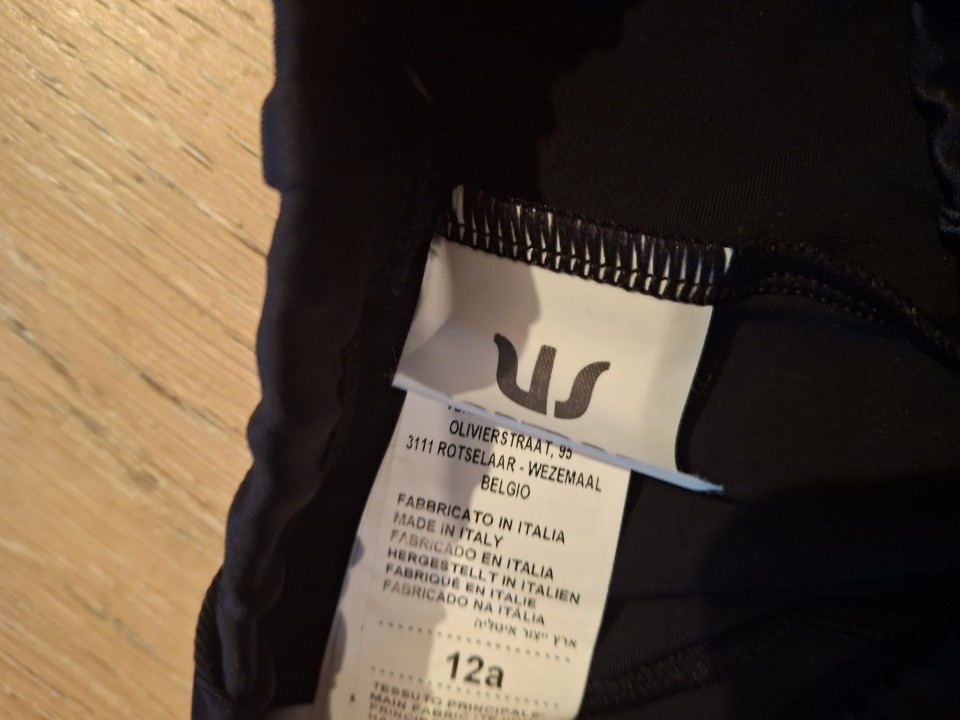 OLIVIERSTRAAT, 95
3111 ROTSELAAR - WEZEMAAL
BELGIO
FABBRICATO IN ITALIA
MADE IN ITALY
FABRICADO EN ITALIA
HERGESTELLT IN ITALIEN
FABRIQUÉ EN ITALIE
FABRICADO NA ITÁLIA
ארץ ייצור איטליה
12a
TESSUTO PRINCIPALE:
MAIN FABRIC